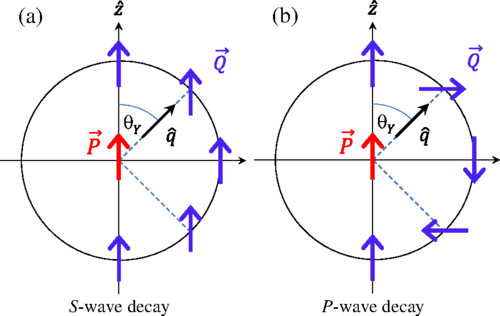 (a)
ẑ
Q⃗
θY
P⃗
q̂
S-wave decay
(b)
ẑ
Q⃗
θY
P⃗
q̂
P-wave decay